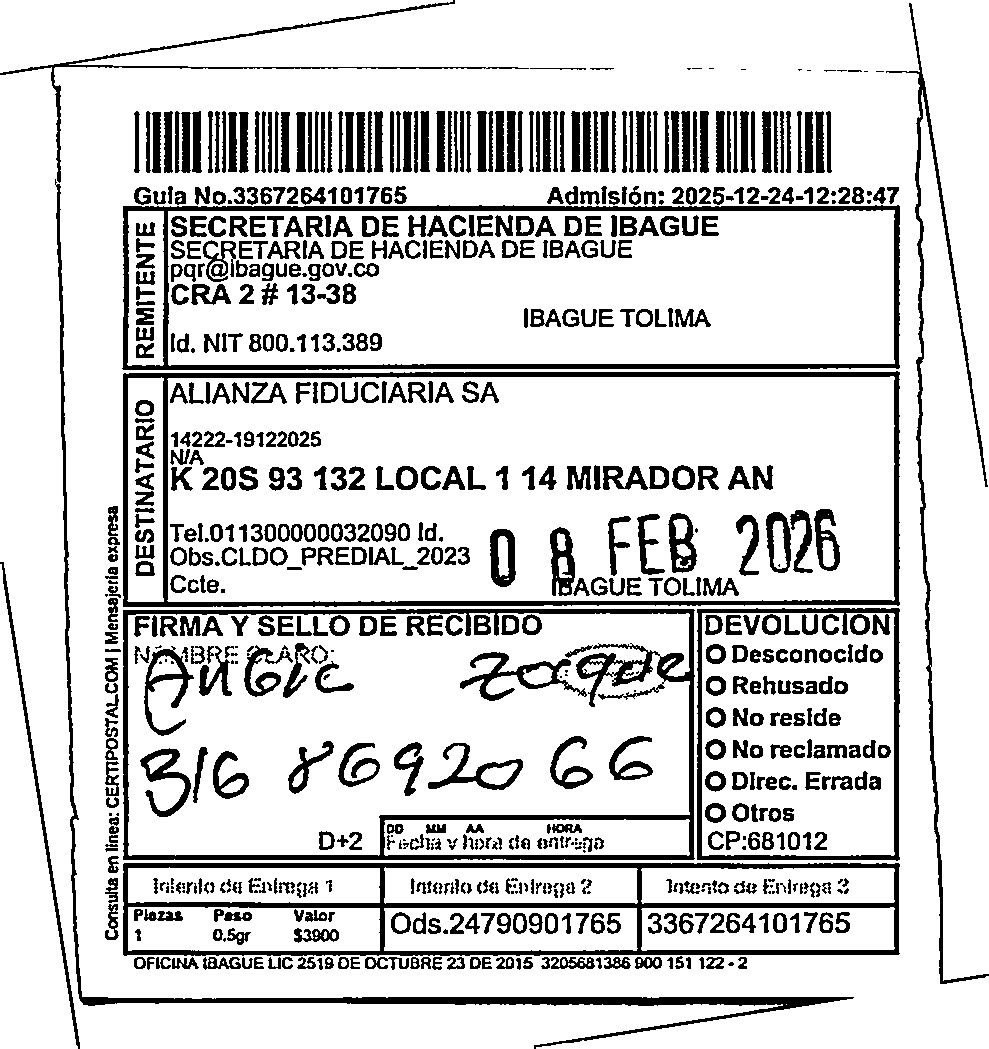 Guia No.3367264101765 Admisión: 2025-12-24-12:28:47
REMITENTE
SECRETARIA DE HACIENDA DE IBAGUE
SECRETARIA DE HACIENDA DE IBAGUE
pqr@ibague.gov.co
CRA 2 # 13-38
IBAGUE TOLIMA
Id. NIT 800.113.389
DESTINATARIO
ALIANZA FIDUCIARIA SA
14222-19122025
N/A
K 20S 93 132 LOCAL 1 14 MIRADOR AN
Tel.011300000032090 Id.
Obs.CLDO_PREDIAL_2023
Ccte.
08 FEB 2026
IBAGUE TOLIMA
Consulta en linea: CERTIPOSTAL.COM | Mensajeria expresa
FIRMA Y SELLO DE RECIBIDO
NOMBRE CLARO:
Angie Zoque
316 8692066
D+2
DD MM AA HORA
Fecha y hora de entrega
DEVOLUCION
Desconocido
Rehusado
No reside
No reclamado
Direc. Errada
Otros
CP:681012
Intento de Entrega 1 Intento de Entrega 2 Intento de Entrega 3
Piezas Peso Valor
1 0.5gr $3900
Ods.24790901765 3367264101765
OFICINA IBAGUE LIC 2519 DE OCTUBRE 23 DE 2015 3205681386 900 151 122 - 2